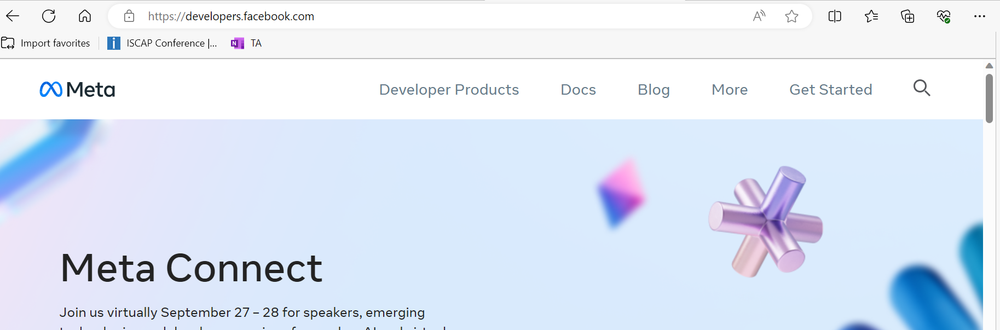 https://developers.facebook.com
Import favorites
ISCAP Conference |...
TA
Meta
Developer Products
Docs
Blog
More
Get Started
Meta Connect
Join us virtually September 27 – 28 for speakers, emerging